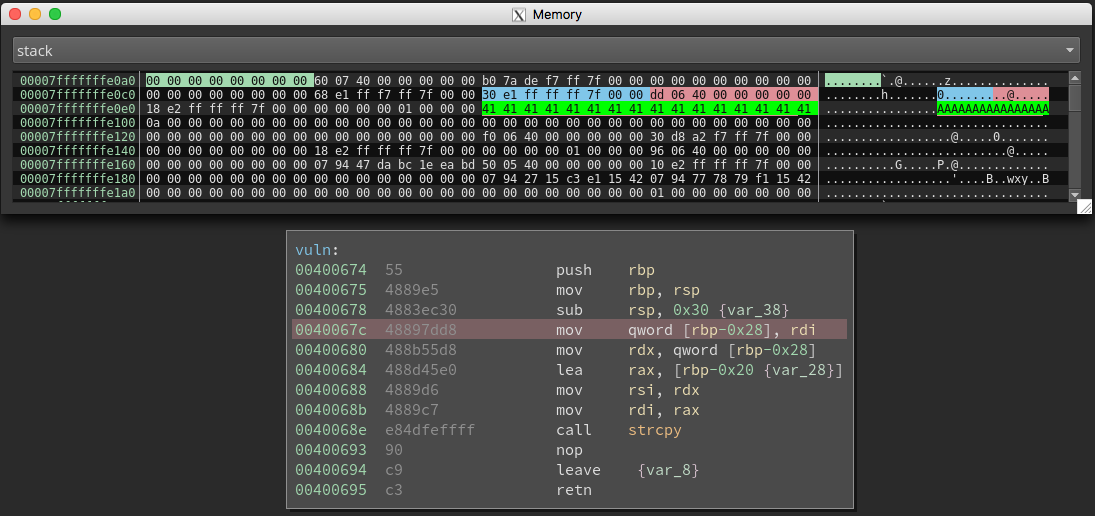 Memory
stack
00007fffffffe0a0 00 00 00 00 00 00 00 00 60 07 40 00 00 00 00 00 b0 7a de f7 ff 7f 00 00 00 00 00 00 00 00 00 00 ........`.@......z..............
00007fffffffe0c0 00 00 00 00 00 00 00 00 68 e1 ff f7 ff 7f 00 00 30 e1 ff ff ff 7f 00 00 dd 06 40 00 00 00 00 00 ........h.......0.........@.....
00007fffffffe0e0 18 e2 ff ff ff 7f 00 00 00 00 00 00 01 00 00 00 41 41 41 41 41 41 41 41 41 41 41 41 41 41 41 41 ................AAAAAAAAAAAAAAAA
00007fffffffe100 0a 00 00 00 00 00 00 00 00 00 00 00 00 00 00 00 00 00 00 00 00 00 00 00 00 00 00 00 00 00 00 00 ................................
00007fffffffe120 00 00 00 00 00 00 00 00 00 00 00 00 00 00 00 00 f0 06 40 00 00 00 00 00 30 d8 a2 f7 ff 7f 00 00 ..................@.....0.......
00007fffffffe140 00 00 00 00 00 00 00 00 18 e2 ff ff ff 7f 00 00 00 00 00 00 01 00 00 00 96 06 40 00 00 00 00 00 ..........................@.....
00007fffffffe160 00 00 00 00 00 00 00 00 07 94 47 da bc 1e ea bd 50 05 40 00 00 00 00 00 10 e2 ff ff ff 7f 00 00 ..........G.....P.@.............
00007fffffffe180 00 00 00 00 00 00 00 00 00 00 00 00 00 00 00 00 07 94 27 15 c3 e1 15 42 07 94 77 78 79 f1 15 42 ..................'....B..wxy..B
00007fffffffe1a0 00 00 00 00 00 00 00 00 00 00 00 00 00 00 00 00 00 00 00 00 00 00 00 00 01 00 00 00 00 00 00 00 ................................
vuln:
00400674 55 push rbp
00400675 4889e5 mov rbp, rsp
00400678 4883ec30 sub rsp, 0x30 {var_38}
0040067c 48897dd8 mov qword [rbp-0x28], rdi
00400680 488b55d8 mov rdx, qword [rbp-0x28]
00400684 488d45e0 lea rax, [rbp-0x20 {var_28}]
00400688 4889d6 mov rsi, rdx
0040068b 4889c7 mov rdi, rax
0040068e e84dfeffff call strcpy
00400693 90 nop
00400694 c9 leave {var_8}
00400695 c3 retn